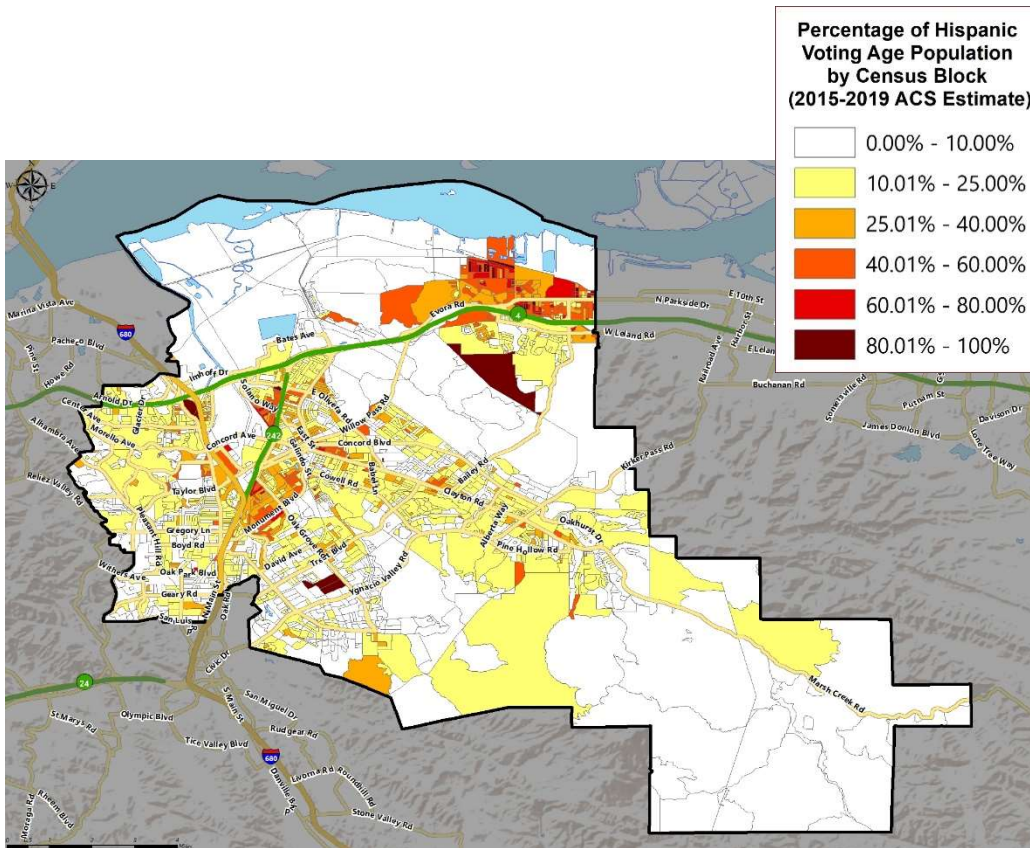 Percentage of Hispanic
Voting Age Population
by Census Block
(2015-2019 ACS Estimate)
0.00% - 10.00%
10.01% - 25.00%
25.01% - 40.00%
40.01% - 60.00%
60.01% - 80.00%
80.01% - 100%
N
W
E
S
Marina Vista Ave
680
Pacheco Blvd
Pine St
Howe Rd
Arnold Dr
Imhoff Dr
Bates Ave
Evora Rd
4
N Parkside Dr
E 10th St
Harbor St
Railroad Ave
W Leland Rd
E Leland
Buchanan Rd
Somersville Rd
Putnam St
James Donlon Blvd
Davison Dr
Lone Tree Way
Kirker Pass Rd
Center Ave
Glacier Dr
Morello Ave
Alhambra Ave
Reliez Valley Rd
Solano Way
E Olivera Rd
Willow Pass Rd
242
Concord Ave
East St
Galindo St
Concord Blvd
Babel Ln
Cowell Rd
Bailey Rd
Clayton Rd
Taylor Blvd
Monument Blvd
Alberta Way
Oakhurst Dr
Pine Hollow Rd
Pleasant Hill Rd
Gregory Ln
Boyd Rd
Oak Grove Rd
David Ave
Treat Blvd
Ygnacio Valley Rd
Withers Ave
Oak Park Blvd
Geary Rd
N Main St
Oak Rd
San Luis
Marsh Creek Rd
Civic Dr
24
St Marys Rd
Olympic Blvd
S Main St
San Miguel Dr
Rudgear Rd
Tice Valley Blvd
680
Livorna Rd
Roundhill Rd
Danville B
Stone Valley Rd
Rheem Blvd
Moraga Rd